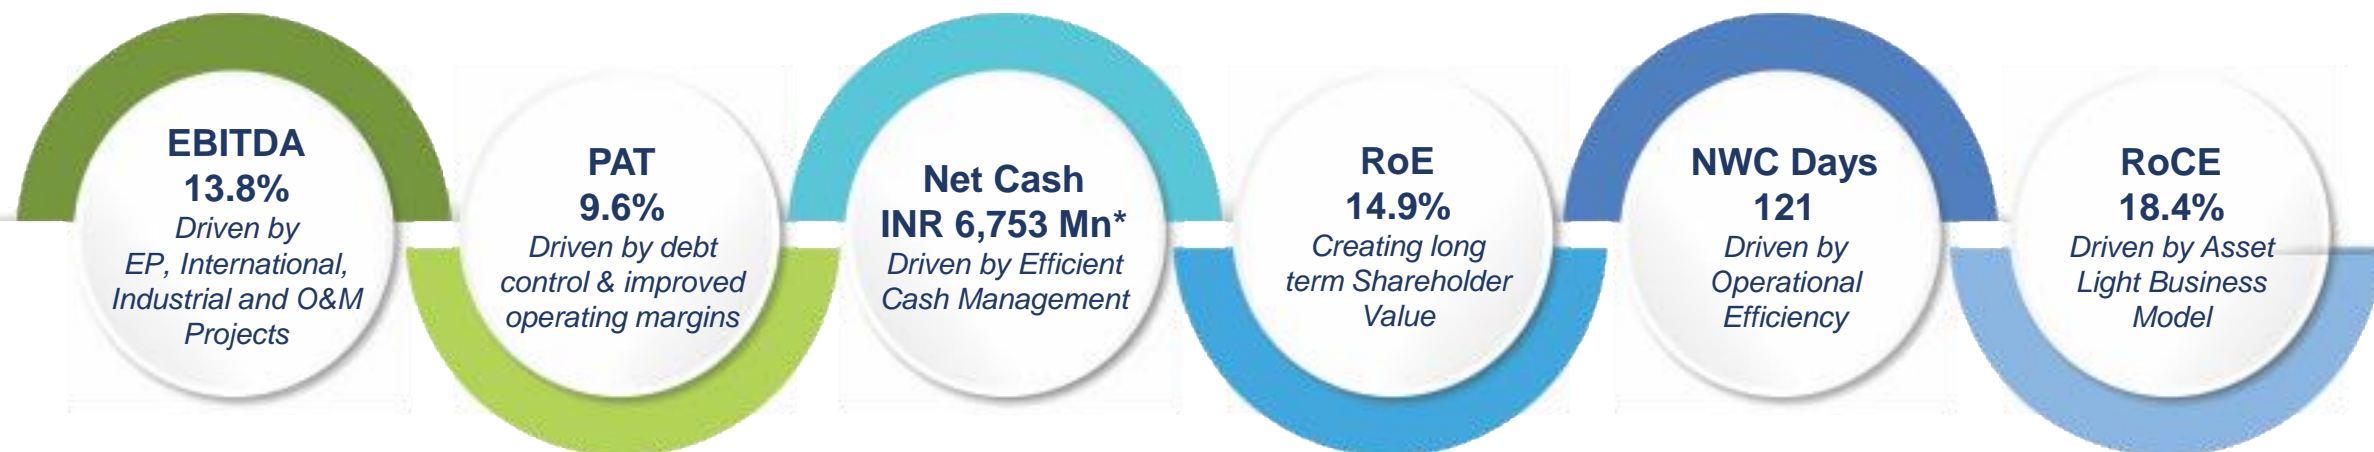 EBITDA
13.8%
Driven by
EP, International,
Industrial and O&M
Projects
PAT
9.6%
Driven by debt
control & improved
operating margins
Net Cash
INR 6,753 Mn*
Driven by Efficient
Cash Management
RoE
14.9%
Creating long
term Shareholder
Value
NWC Days
121
Driven by
Operational
Efficiency
RoCE
18.4%
Driven by Asset
Light Business
Model